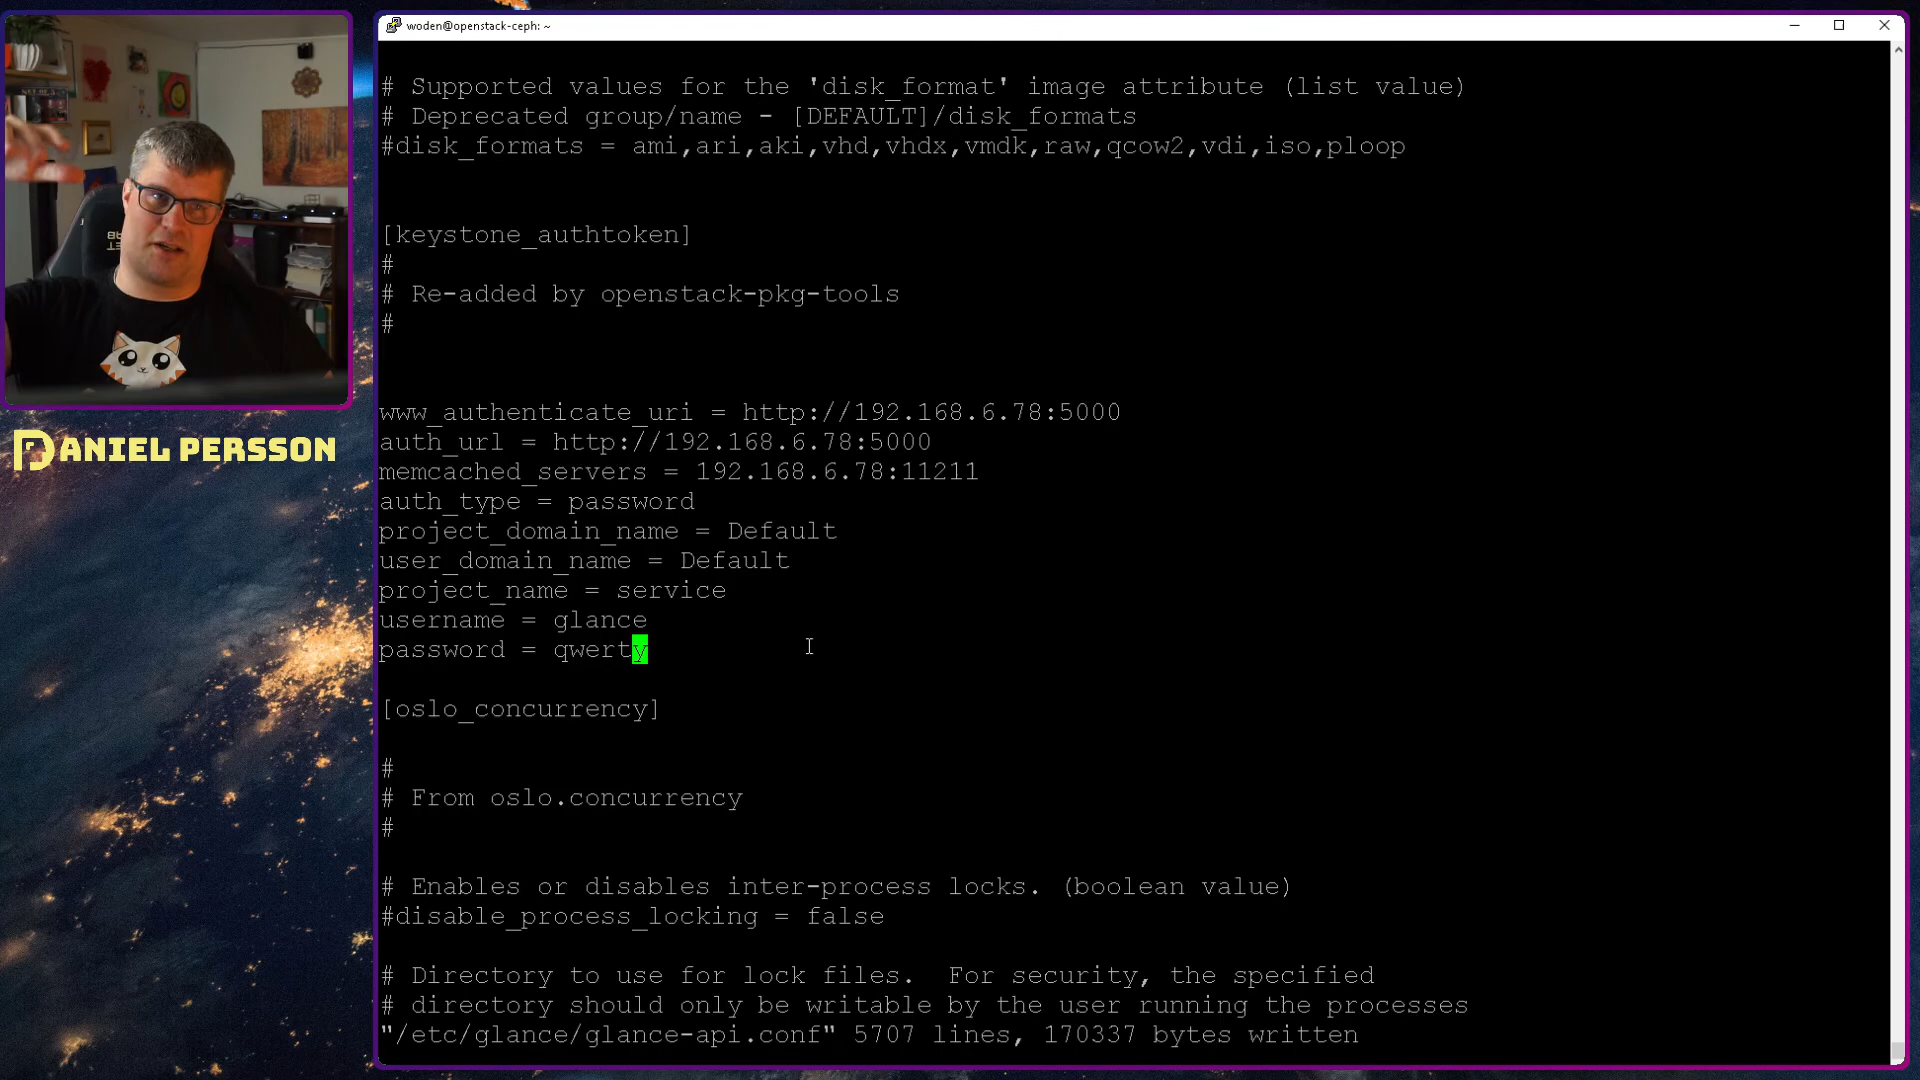 woden@openstack-ceph: ~
# Supported values for the 'disk_format' image attribute (list value)
# Deprecated group/name - [DEFAULT]/disk_formats
#disk_formats = ami,ari,aki,vhd,vhdx,vmdk,raw,qcow2,vdi,iso,ploop
[keystone_authtoken]
#
# Re-added by openstack-pkg-tools
#
www_authenticate_uri = http://192.168.6.78:5000
auth_url = http://192.168.6.78:5000
memcached_servers = 192.168.6.78:11211
auth_type = password
project_domain_name = Default
user_domain_name = Default
project_name = service
username = glance
password = qwerty
[oslo_concurrency]
#
# From oslo.concurrency
#
# Enables or disables inter-process locks. (boolean value)
#disable_process_locking = false
# Directory to use for lock files.  For security, the specified
# directory should only be writable by the user running the processes
"/etc/glance/glance-api.conf" 5707 lines, 170337 bytes written
DANIEL PERSSON